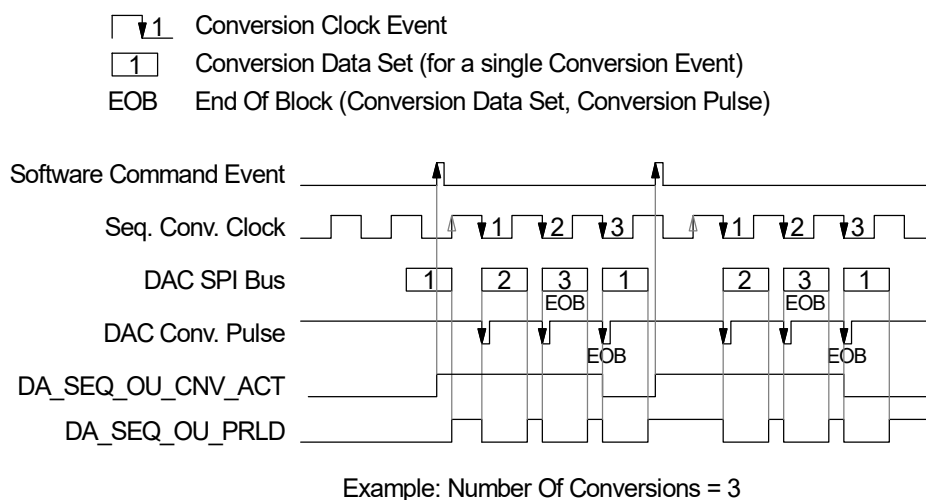 1 Conversion Clock Event
1 Conversion Data Set (for a single Conversion Event)
EOB End Of Block (Conversion Data Set, Conversion Pulse)
Software Command Event
Seq. Conv. Clock 1 2 3 1 2 3
DAC SPI Bus 1 2 3 1 2 3 1
EOB EOB
DAC Conv. Pulse
EOB EOB
DA_SEQ_OU_CNV_ACT
DA_SEQ_OU_PRLD
Example: Number Of Conversions = 3